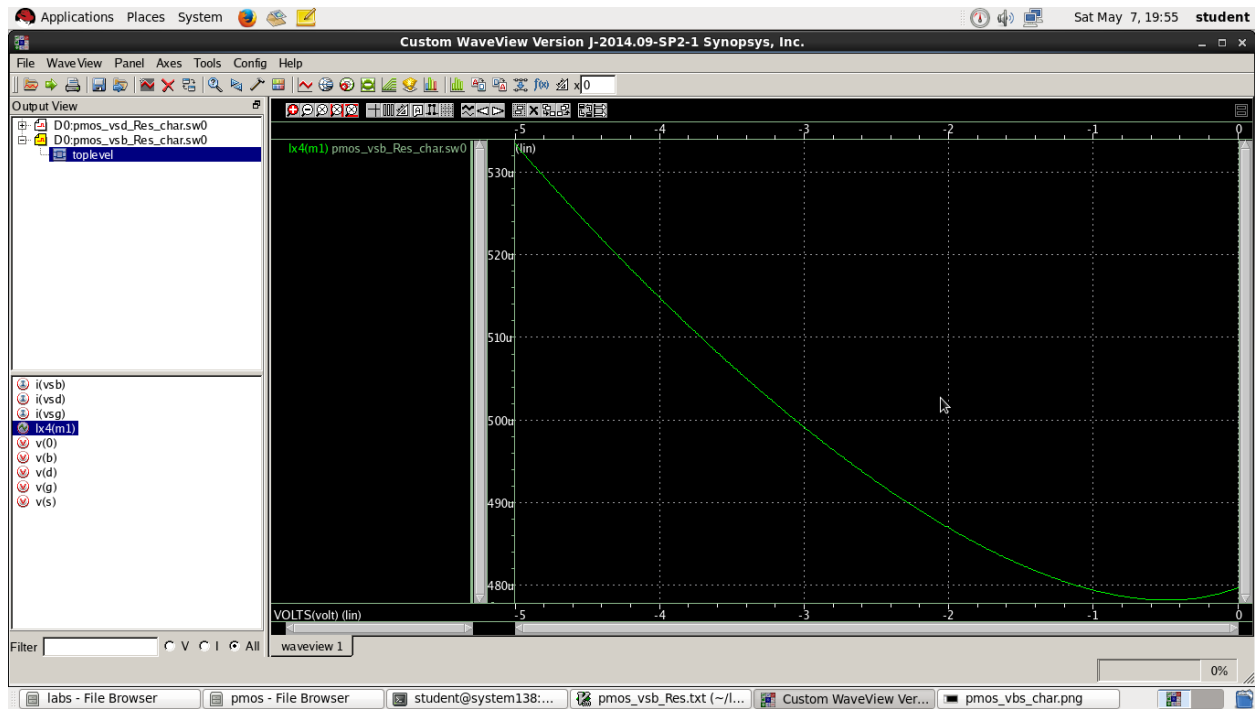 Applications Places System Sat May 7, 19:55 student
Custom WaveView Version J-2014.09-SP2-1 Synopsys, Inc.
File WaveView Panel Axes Tools Config Help
x 0
Output View
D0:pmos_vsd_Res_char.sw0
D0:pmos_vsb_Res_char.sw0
toplevel
i(vsb)
i(vsd)
i(vsg)
lx4(m1)
v(0)
v(b)
v(d)
v(g)
v(s)
Filter V I All
-5 -4 -3 -2 -1 0
lx4(m1) pmos_vsb_Res_char.sw0
(lin)
530u
520u
510u
500u
490u
480u
VOLTS(volt) (lin)
-5 -4 -3 -2 -1 0
waveview 1
0%
labs - File Browser
pmos - File Browser
student@system138:...
pmos_vsb_Res.txt (~/l...
Custom WaveView Ver...
pmos_vbs_char.png